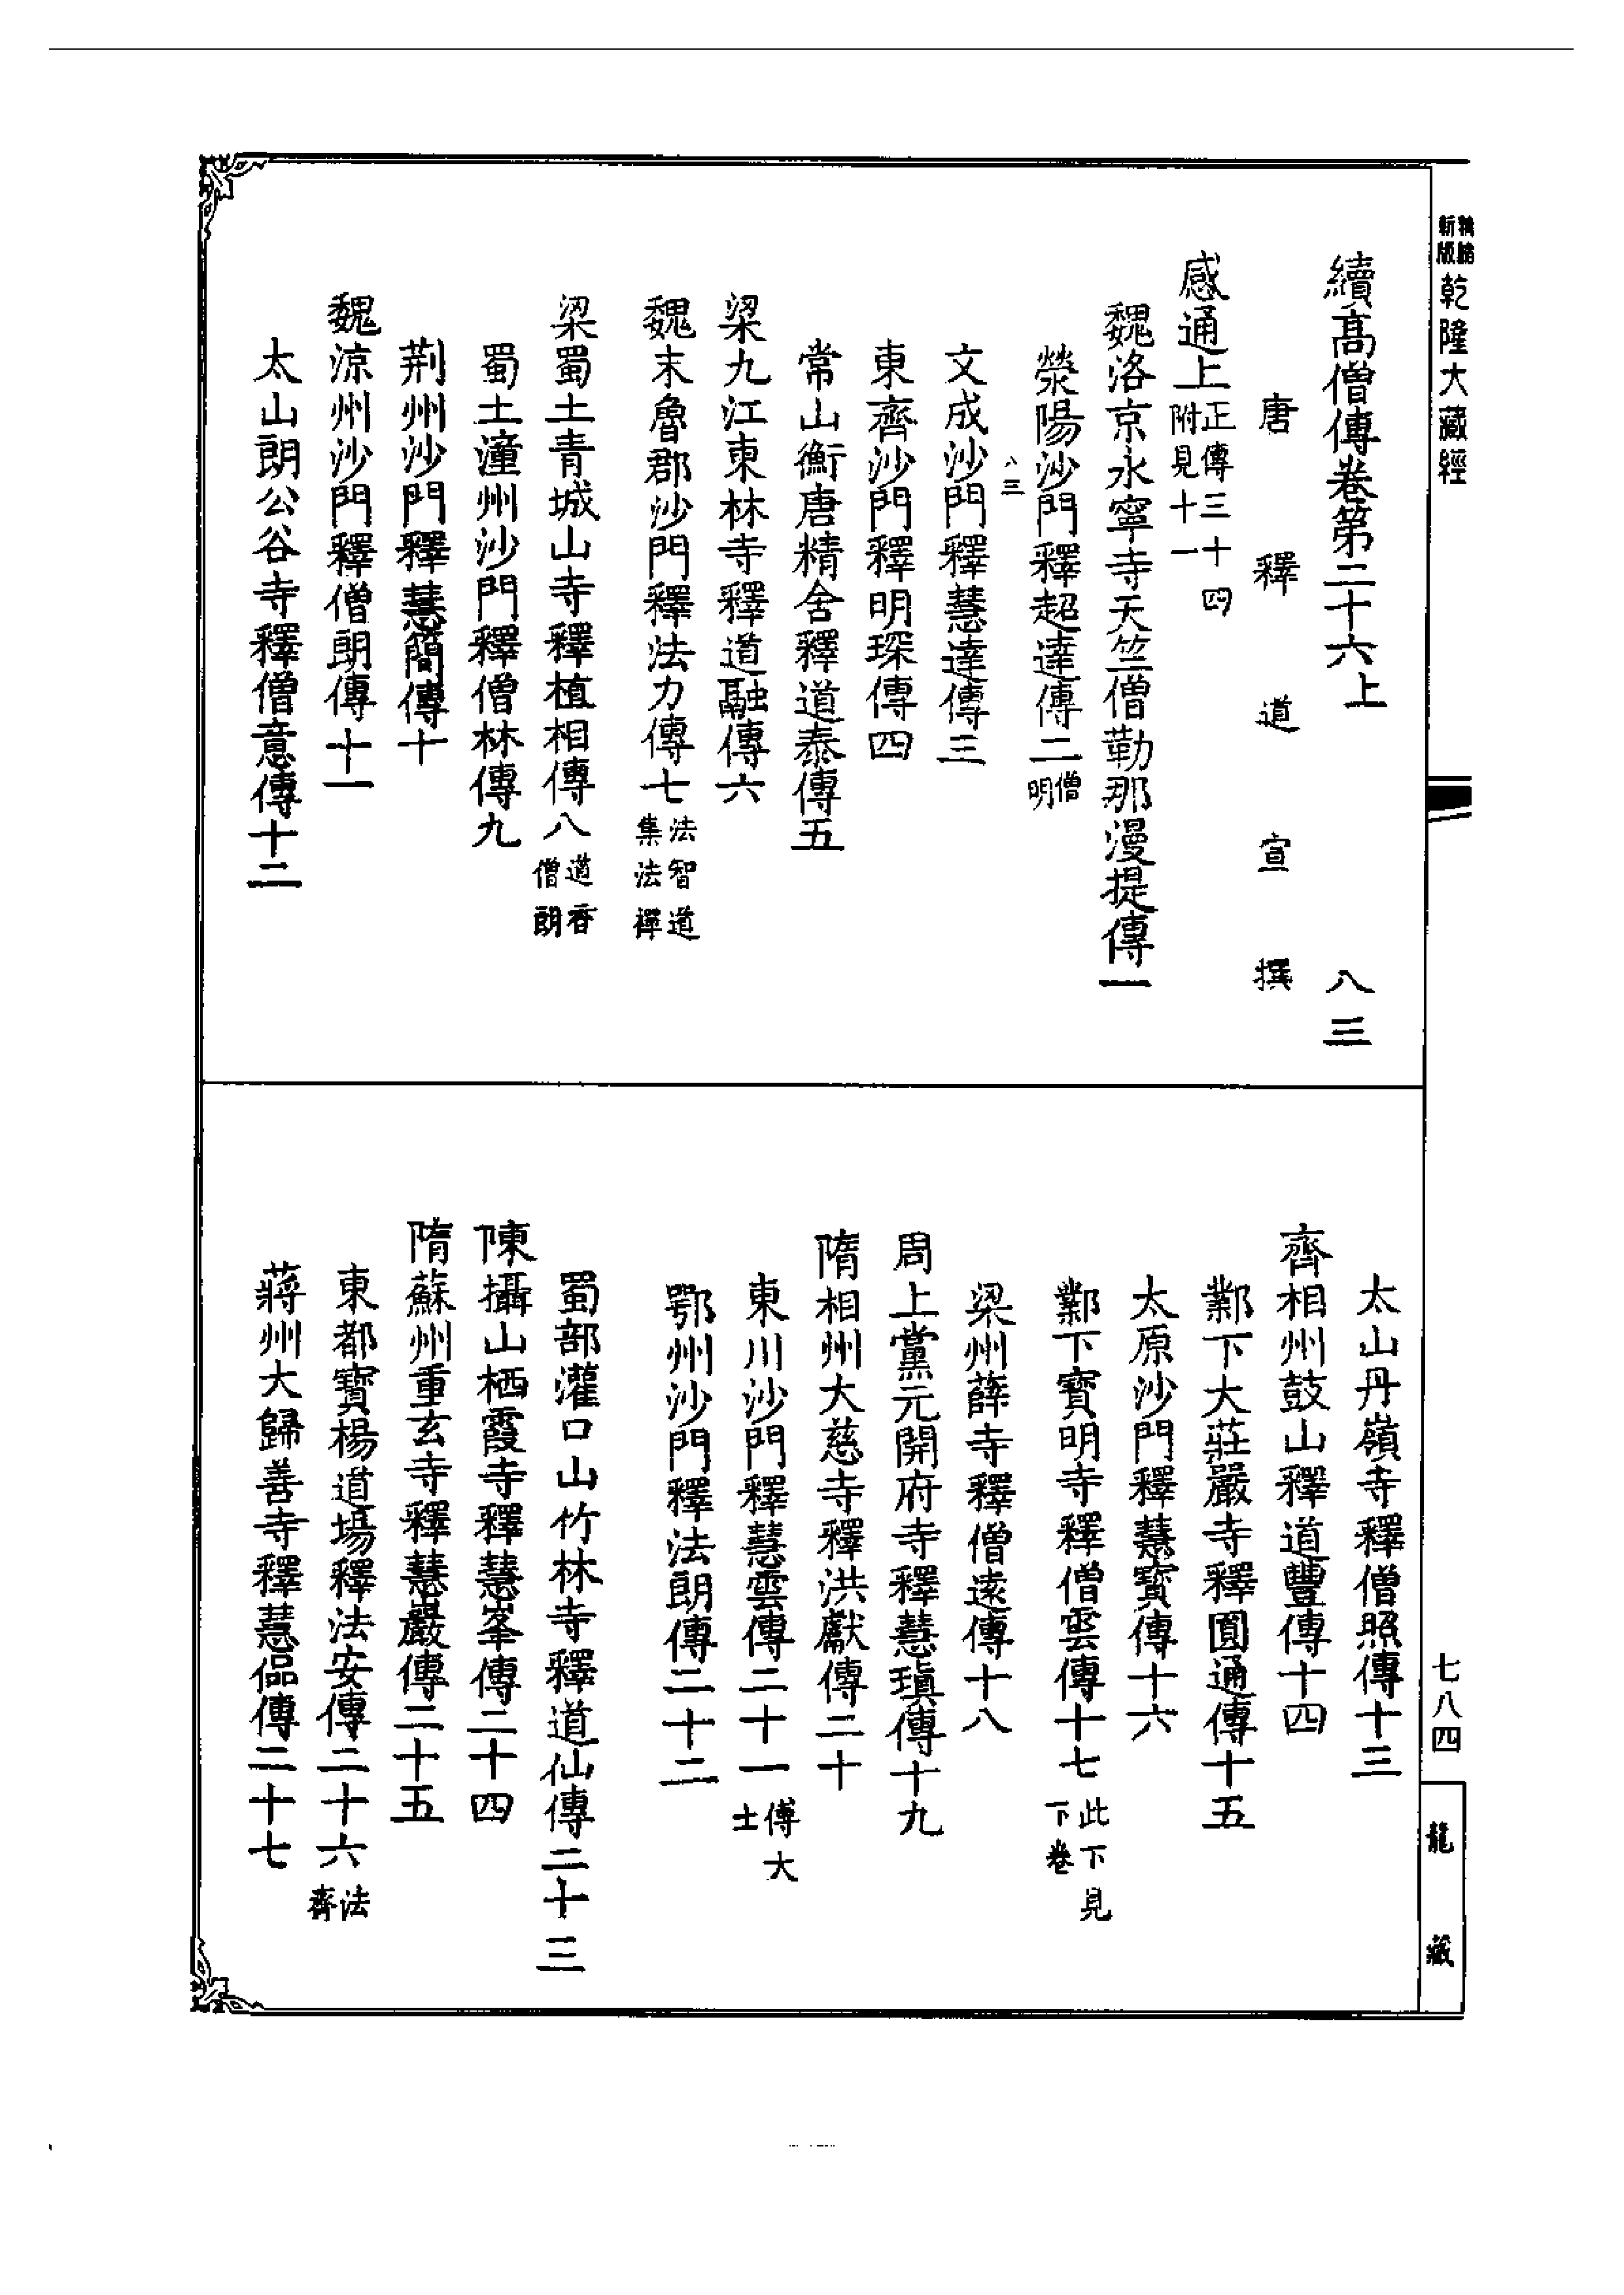 精縮新版乾隆大藏經
續高僧傳卷第二十六上　八三
唐釋道宣撰
感通上正傳三十四附見十一
魏洛京永寧寺天竺僧勒那漫提傳一
滎陽沙門釋超達傳二僧明
八三
文成沙門釋慧達傳三
東齊沙門釋明琛傳四
常山衡唐精舍釋道泰傳五
梁九江東林寺釋道融傳六
魏末魯郡沙門釋法力傳七法智道集法禪
梁蜀土青城山寺釋植相傳八道香僧朗
蜀土潼州沙門釋僧林傳九
荆州沙門釋慧簡傳十
魏涼州沙門釋僧朗傳十一
太山朗公谷寺釋僧意傳十二
太山丹嶺寺釋僧照傳十三
齊相州鼓山釋道豐傳十四
鄴下大莊嚴寺釋圓通傳十五
太原沙門釋慧寶傳十六
鄴下寶明寺釋僧雲傳十七此下見下卷
梁州薛寺釋僧遠傳十八
周上黨元開府寺釋慧瑱傳十九
隋相州大慈寺釋洪獻傳二十
東川沙門釋慧雲傳二十一傅大士
鄂州沙門釋法朗傳二十二
蜀部灌口山竹林寺釋道仙傳二十三
陳攝山栖霞寺釋慧峯傳二十四
隋蘇州重玄寺釋慧巖傳二十五
東都寶楊道場釋法安傳二十六法齊
蔣州大歸善寺釋慧偘傳二十七
七八四
龍藏